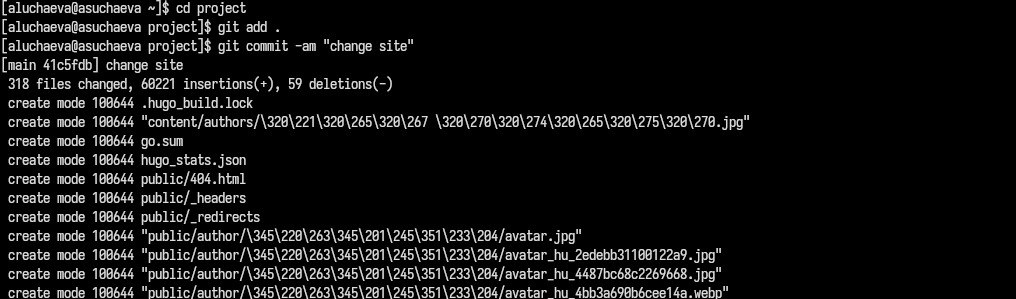 [aluchaeva@asuchaeva ~]$ cd project
[aluchaeva@asuchaeva project]$ git add .
[aluchaeva@asuchaeva project]$ git commit -am "change site"
[main 41c5fdb] change site
318 files changed, 60221 insertions(+), 59 deletions(-)
create mode 100644 .hugo_build.lock
create mode 100644 "content/authors/\320\221\320\265\320\267 \320\270\320\274\320\265\320\275\320\270.jpg"
create mode 100644 go.sum
create mode 100644 hugo_stats.json
create mode 100644 public/404.html
create mode 100644 public/_headers
create mode 100644 public/_redirects
create mode 100644 "public/author/\345\220\263\345\201\245\351\233\204/avatar.jpg"
create mode 100644 "public/author/\345\220\263\345\201\245\351\233\204/avatar_hu_2edebb31100122a9.jpg"
create mode 100644 "public/author/\345\220\263\345\201\245\351\233\204/avatar_hu_4487bc68c2269668.jpg"
create mode 100644 "public/author/\345\220\263\345\201\245\351\233\204/avatar_hu_4bb3a690b6cee14a.webp"